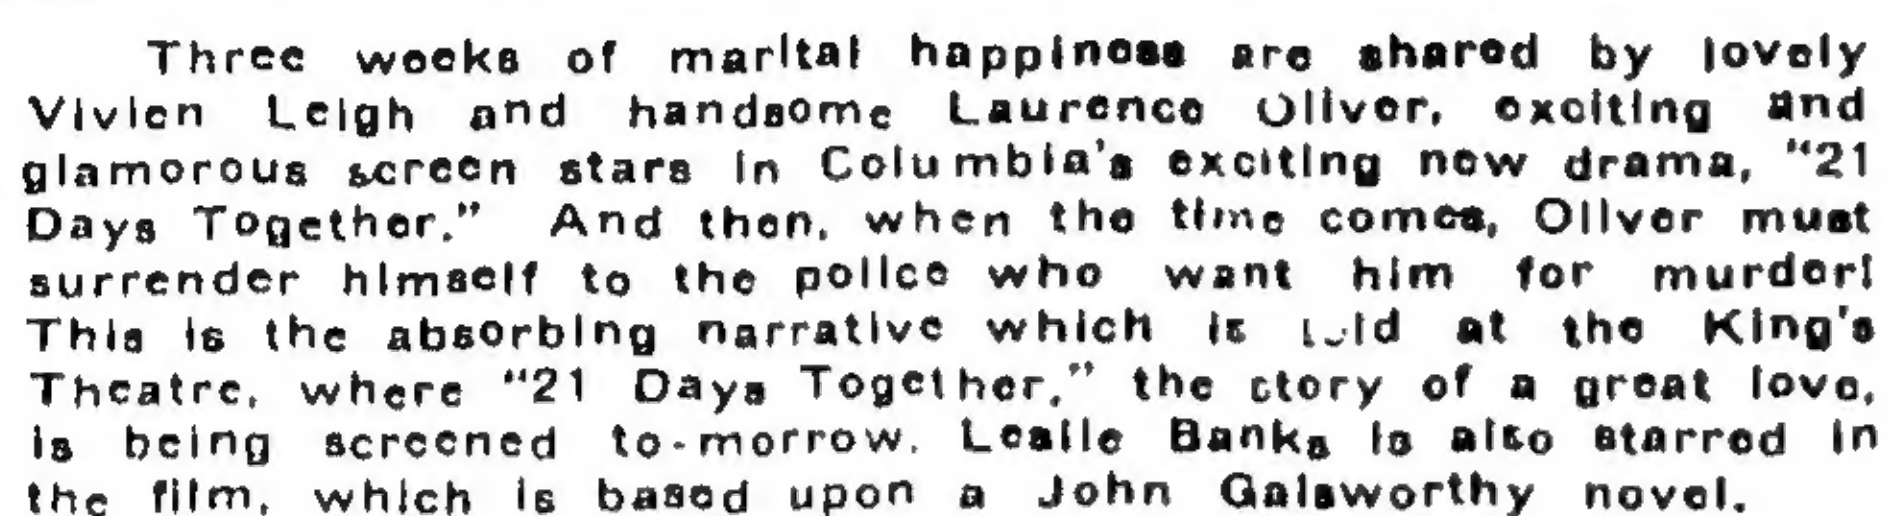 Three weeks of marital happiness are shared by lovely
Vivien Leigh and handsome Laurence Oliver, exciting and
glamorous screen stars in Columbia's exciting new drama, "21
Days Together." And then, when the time comes, Oliver must
surrender himself to the police who want him for murder!
This is the absorbing narrative which is told at the King's
Theatre, where "21 Days Together," the story of a great love,
is being screened to-morrow. Leslie Banks is also starred in
the film, which is based upon a John Galsworthy novel.